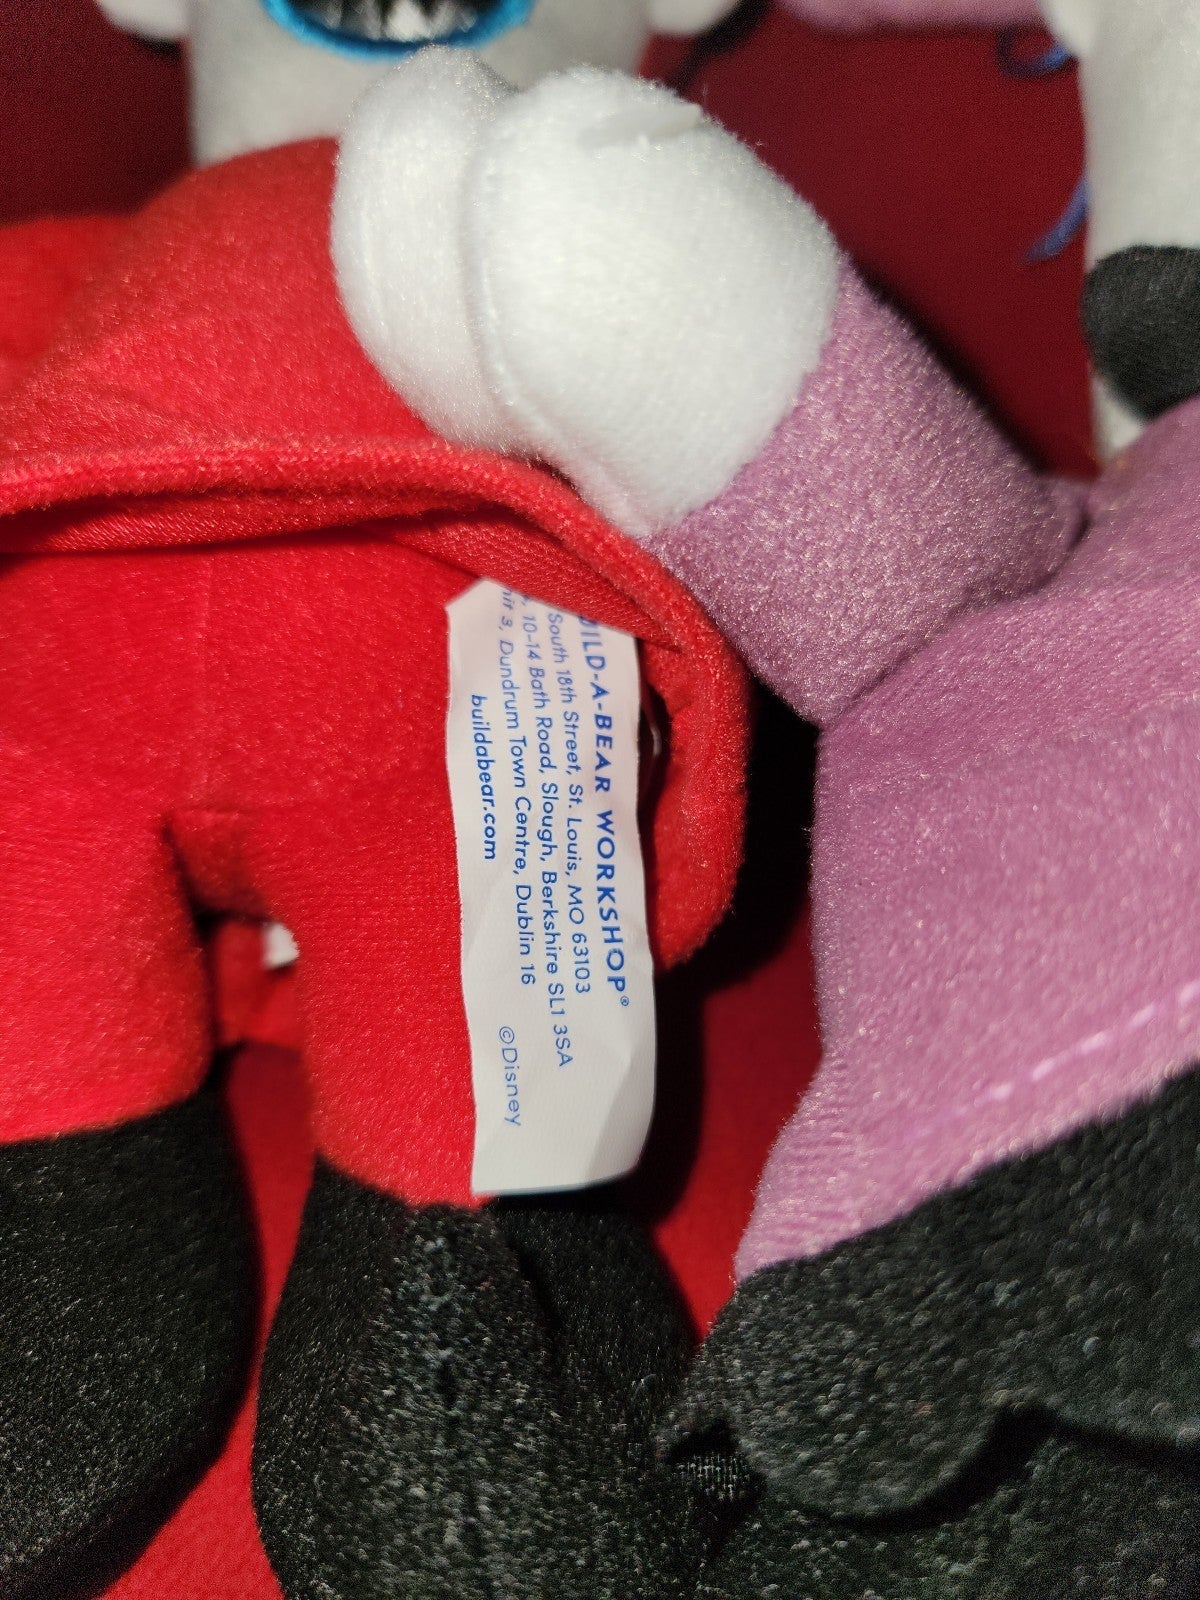 BUILD-A-BEAR WORKSHOP®
South 18th Street, St. Louis, MO 63103
10-14 Bath Road, Slough, Berkshire SL1 3SA
3, Dundrum Town Centre, Dublin 16
buildabear.com
©Disney